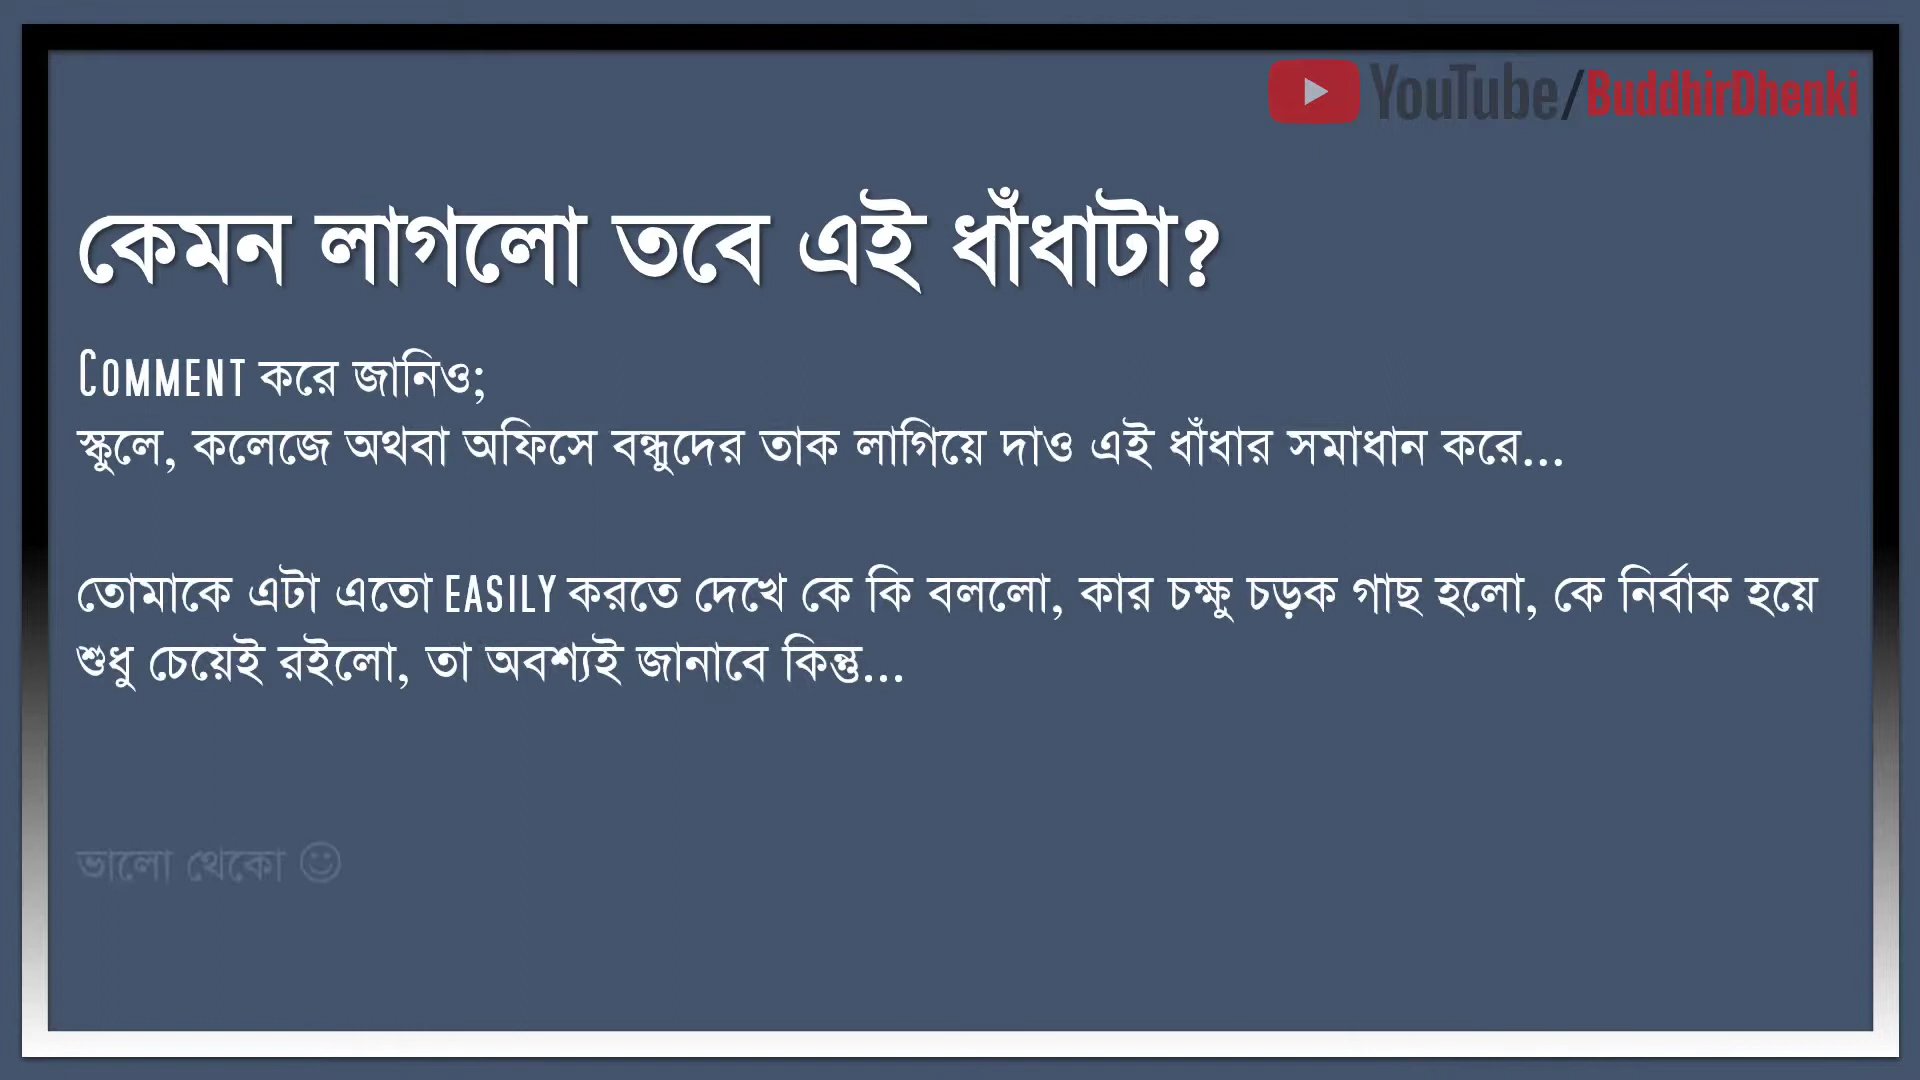 YouTube/BuddhirDhenki
কেমন লাগলো তবে এই ধাঁধাটা?
Comment করে জানিও;
স্কুলে, কলেজে অথবা অফিসে বন্ধুদের তাক লাগিয়ে দাও এই ধাঁধার সমাধান করে...
তোমাকে এটা এতো EASILY করতে দেখে কে কি বললো, কার চক্ষু চড়ক গাছ হলো, কে নির্বাক হয়ে
শুধু চেয়েই রইলো, তা অবশ্যই জানাবে কিন্তু...
ভালো থেকো ☺